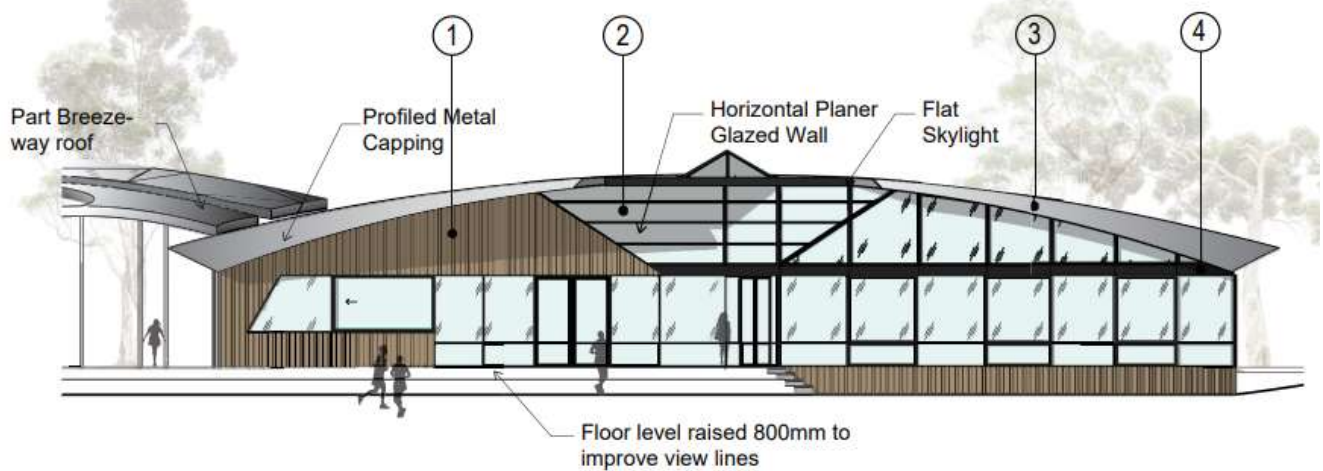 1
2
3
4
Part Breeze-
way roof
Profiled Metal
Capping
Horizontal Planer
Glazed Wall
Flat
Skylight
Floor level raised 800mm to
improve view lines